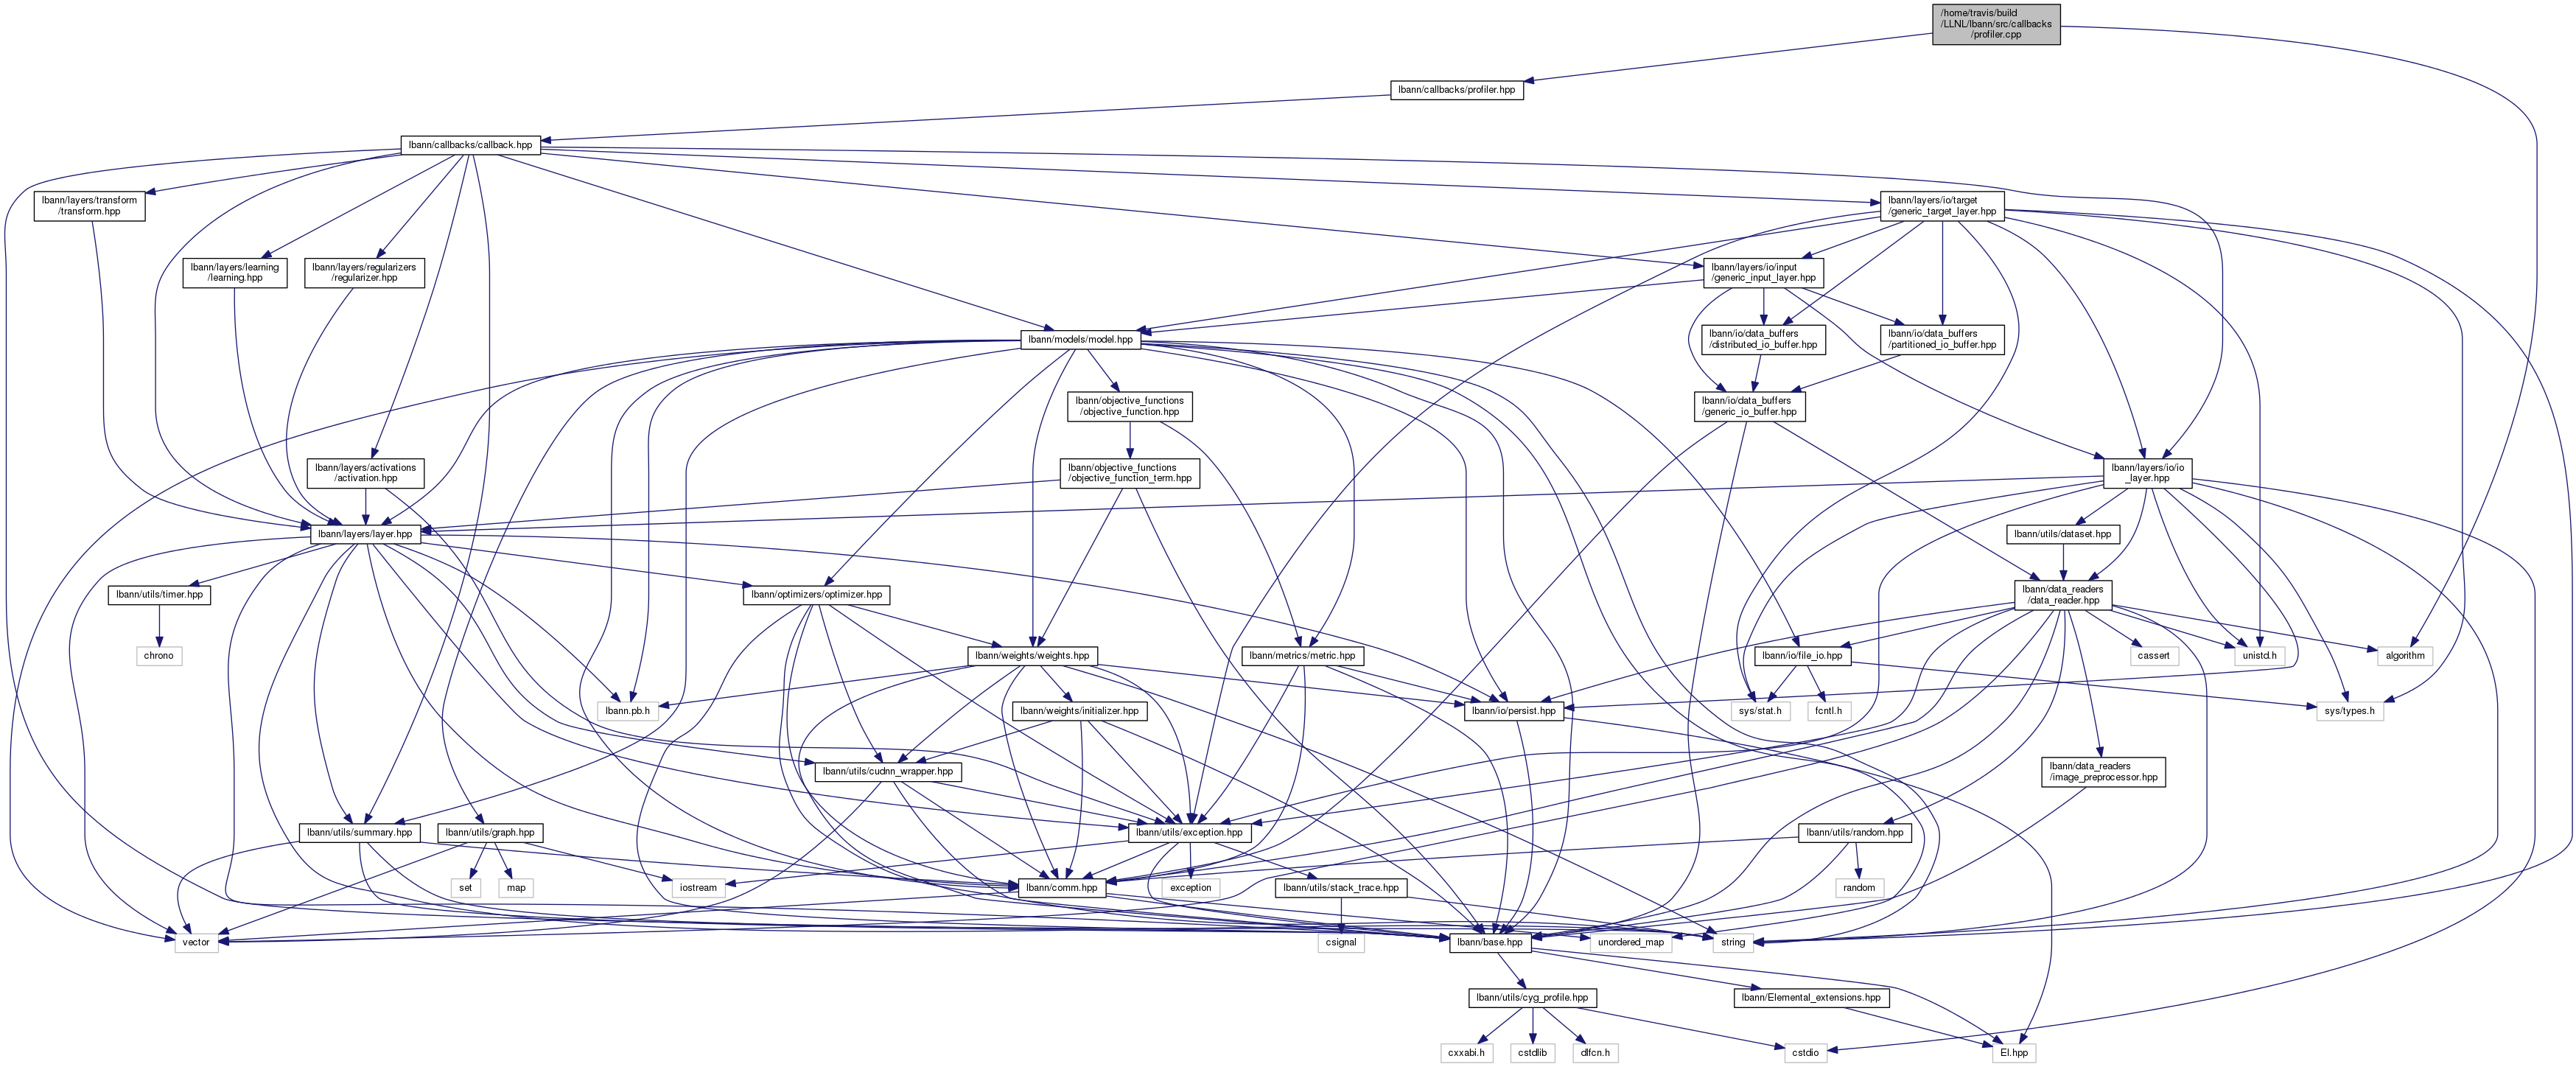 /home/travis/build
/LLNL/lbann/src/callbacks
/profiler.cpp
lbann/callbacks/profiler.hpp
lbann/callbacks/callback.hpp
lbann/layers/transform
/transform.hpp
lbann/layers/io/target
/generic_target_layer.hpp
lbann/layers/learning
/learning.hpp
lbann/layers/regularizers
/regularizer.hpp
lbann/layers/io/input
/generic_input_layer.hpp
lbann/models/model.hpp
lbann/io/data_buffers
/distributed_io_buffer.hpp
lbann/io/data_buffers
/partitioned_io_buffer.hpp
lbann/objective_functions
/objective_function.hpp
lbann/io/data_buffers
/generic_io_buffer.hpp
lbann/layers/activations
/activation.hpp
lbann/objective_functions
/objective_function_term.hpp
lbann/layers/io/io
_layer.hpp
lbann/layers/layer.hpp
lbann/utils/dataset.hpp
lbann/utils/timer.hpp
lbann/optimizers/optimizer.hpp
lbann/data_readers
/data_reader.hpp
chrono
lbann/weights/weights.hpp
lbann/metrics/metric.hpp
lbann/io/file_io.hpp
cassert
unistd.h
algorithm
lbann.pb.h
lbann/weights/initializer.hpp
lbann/io/persist.hpp
sys/stat.h
fcntl.h
sys/types.h
lbann/utils/cudnn_wrapper.hpp
lbann/data_readers
/image_preprocessor.hpp
lbann/utils/summary.hpp
lbann/utils/graph.hpp
lbann/utils/exception.hpp
lbann/utils/random.hpp
set
map
iostream
lbann/comm.hpp
exception
lbann/utils/stack_trace.hpp
random
vector
csignal
lbann/base.hpp
unordered_map
string
lbann/utils/cyg_profile.hpp
lbann/Elemental_extensions.hpp
cxxabi.h
cstdlib
dlfcn.h
cstdio
El.hpp